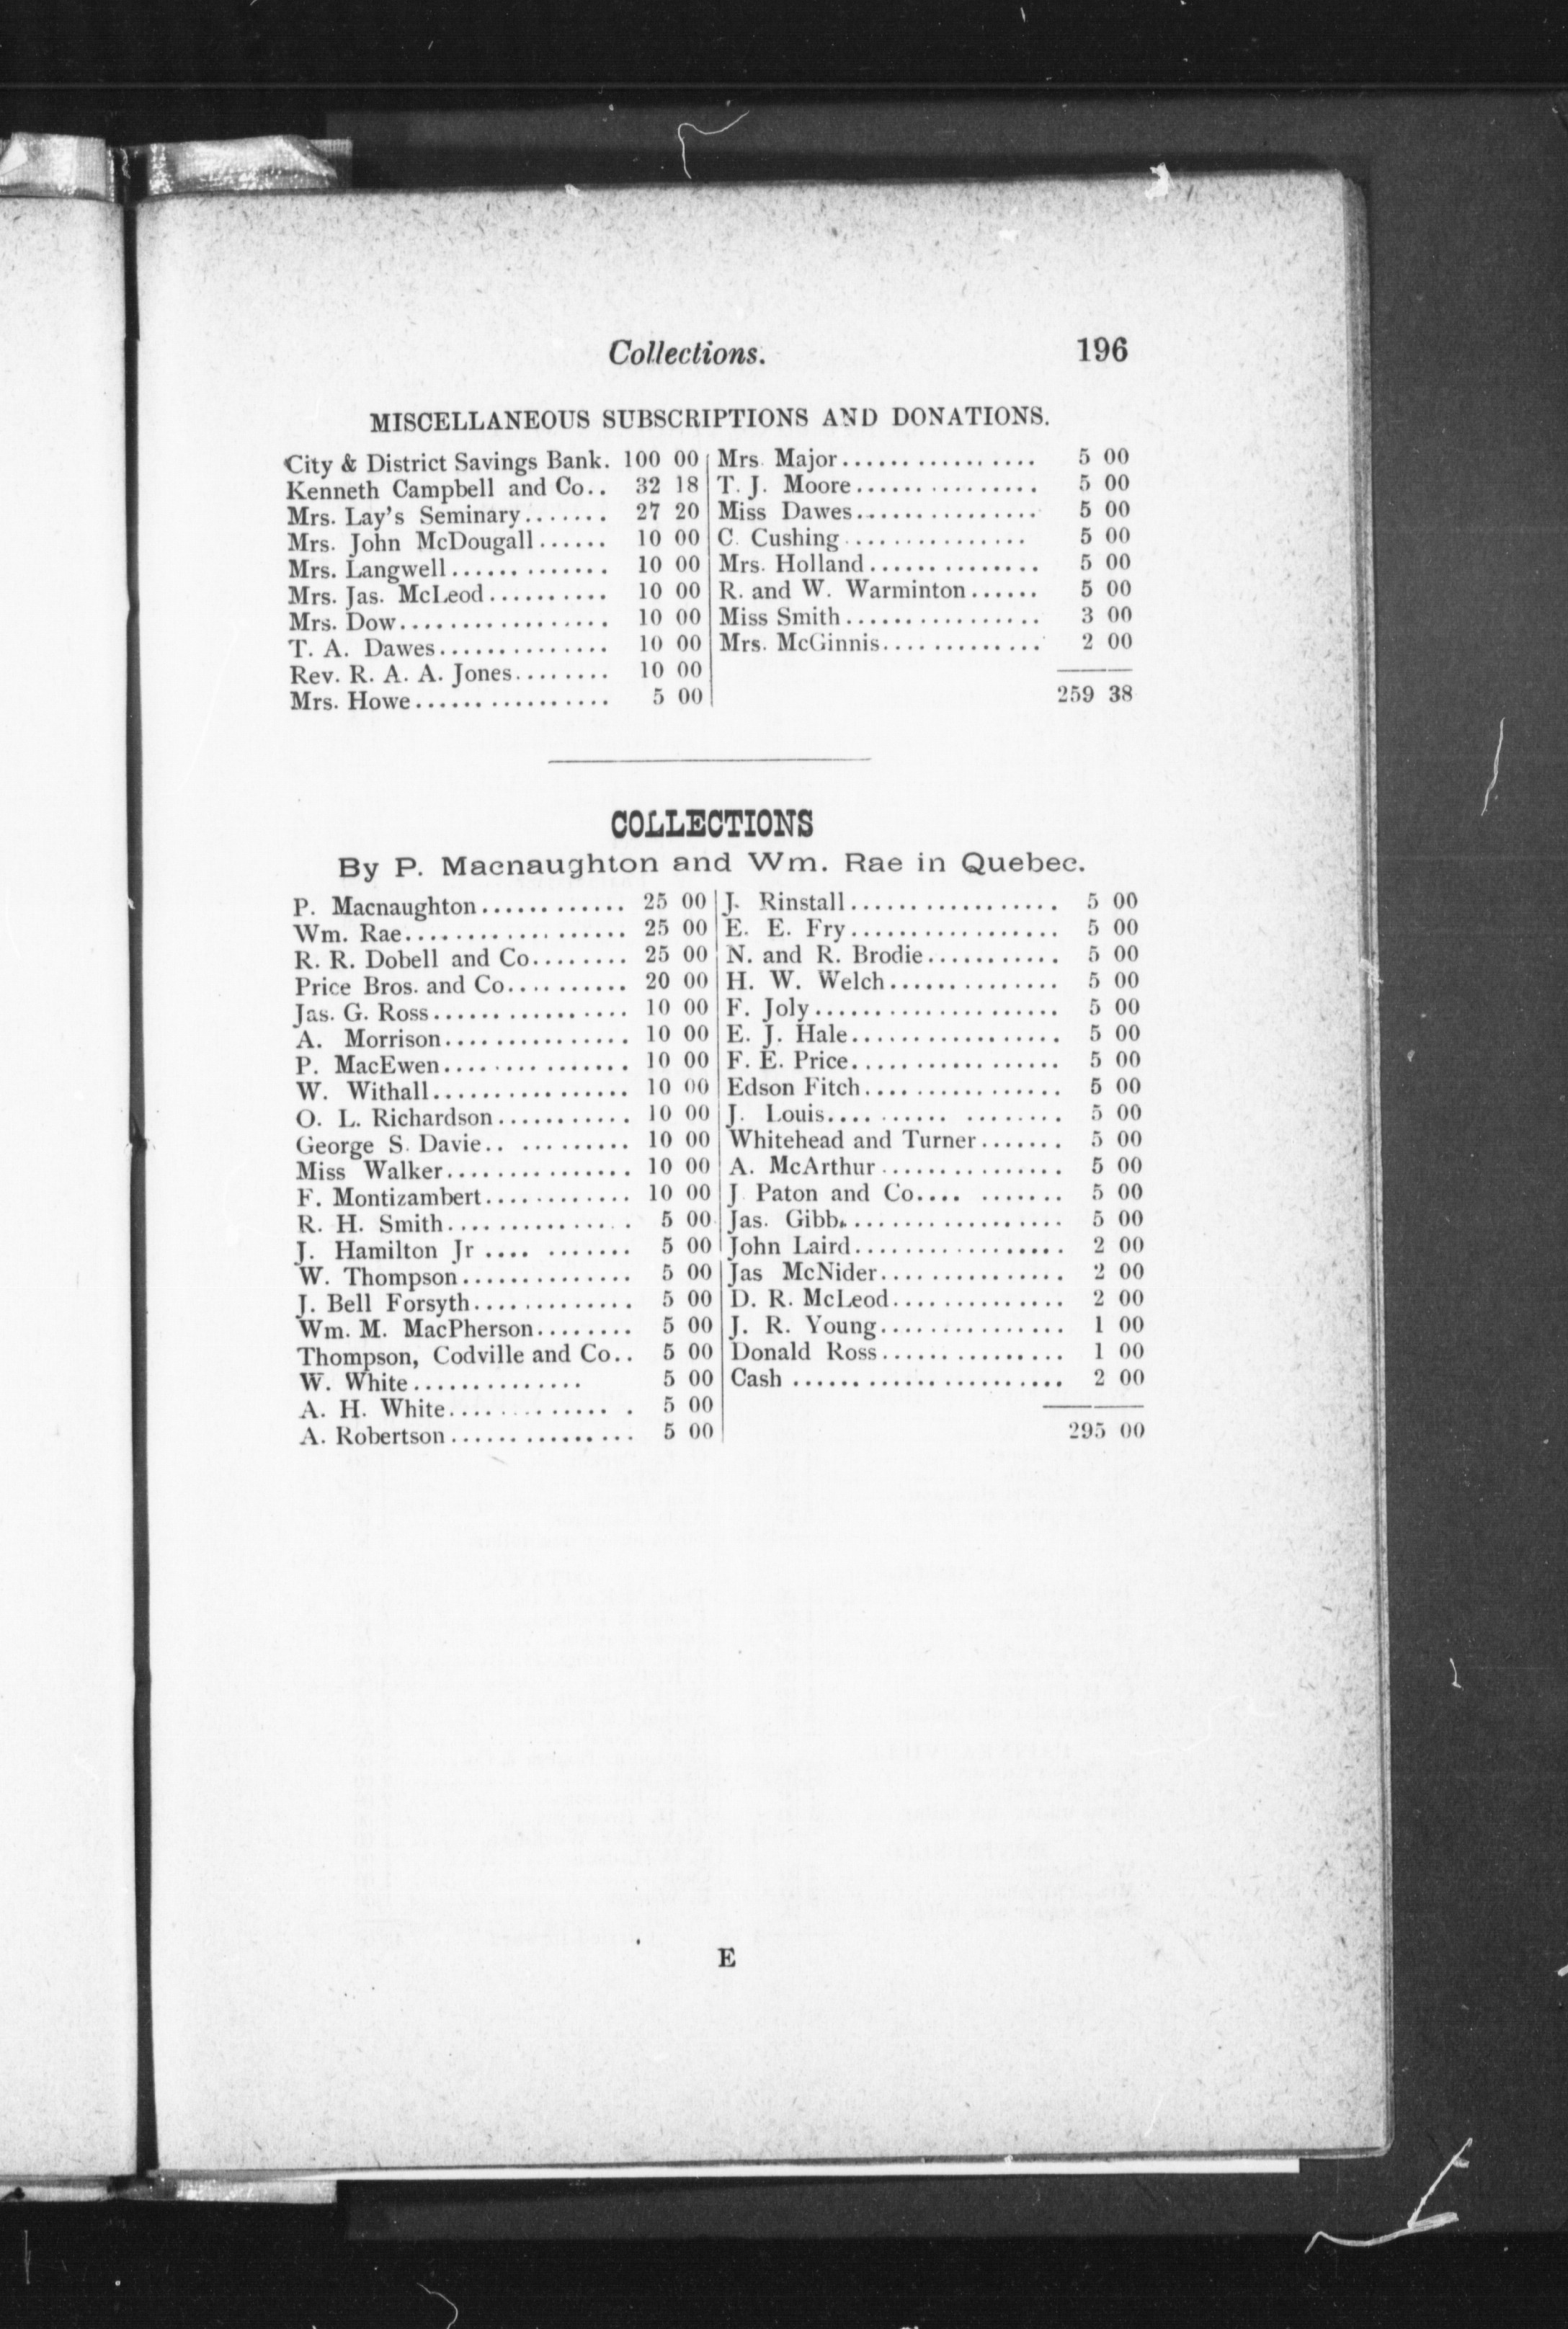 Collections. 196
MISCELLANEOUS SUBSCRIPTIONS AND DONATIONS.
City & District Savings Bank. 100 00
Kenneth Campbell and Co.. 32 18
Mrs. Lay's Seminary....... 27 20
Mrs. John McDougall...... 10 00
Mrs. Langwell............. 10 00
Mrs. Jas. McLeod.......... 10 00
Mrs. Dow................. 10 00
T. A. Dawes.............. 10 00
Rev. R. A. A. Jones........ 10 00
Mrs. Howe................ 5 00
Mrs. Major................ 5 00
T. J. Moore............... 5 00
Miss Dawes............... 5 00
C. Cushing............... 5 00
Mrs. Holland.............. 5 00
R. and W. Warminton...... 5 00
Miss Smith................ 3 00
Mrs. McGinnis............. 2 00
259 38
COLLECTIONS
By P. Macnaughton and Wm. Rae in Quebec.
P. Macnaughton............ 25 00
Wm. Rae.................. 25 00
R. R. Dobell and Co........ 25 00
Price Bros. and Co.......... 20 00
Jas. G. Ross................ 10 00
A. Morrison............... 10 00
P. MacEwen............... 10 00
W. Withall................ 10 00
O. L. Richardson........... 10 00
George S. Davie.. ......... 10 00
Miss Walker............... 10 00
F. Montizambert............ 10 00
R. H. Smith............... 5 00
J. Hamilton Jr .... ....... 5 00
W. Thompson.............. 5 00
J. Bell Forsyth............. 5 00
Wm. M. MacPherson........ 5 00
Thompson, Codville and Co.. 5 00
W. White.............. 5 00
A. H. White............. . 5 00
A. Robertson............... 5 00
J. Rinstall................. 5 00
E. E. Fry................. 5 00
N. and R. Brodie........... 5 00
H. W. Welch.............. 5 00
F. Joly.................... 5 00
E. J. Hale................. 5 00
F. E. Price................. 5 00
Edson Fitch................ 5 00
J. Louis.......... ........ 5 00
Whitehead and Turner....... 5 00
A. McArthur............... 5 00
J Paton and Co.... ....... 5 00
Jas. Gibb.................. 5 00
John Laird................. 2 00
Jas McNider............... 2 00
D. R. McLeod.............. 2 00
J. R. Young............... 1 00
Donald Ross............... 1 00
Cash ...................... 2 00
295 00
E